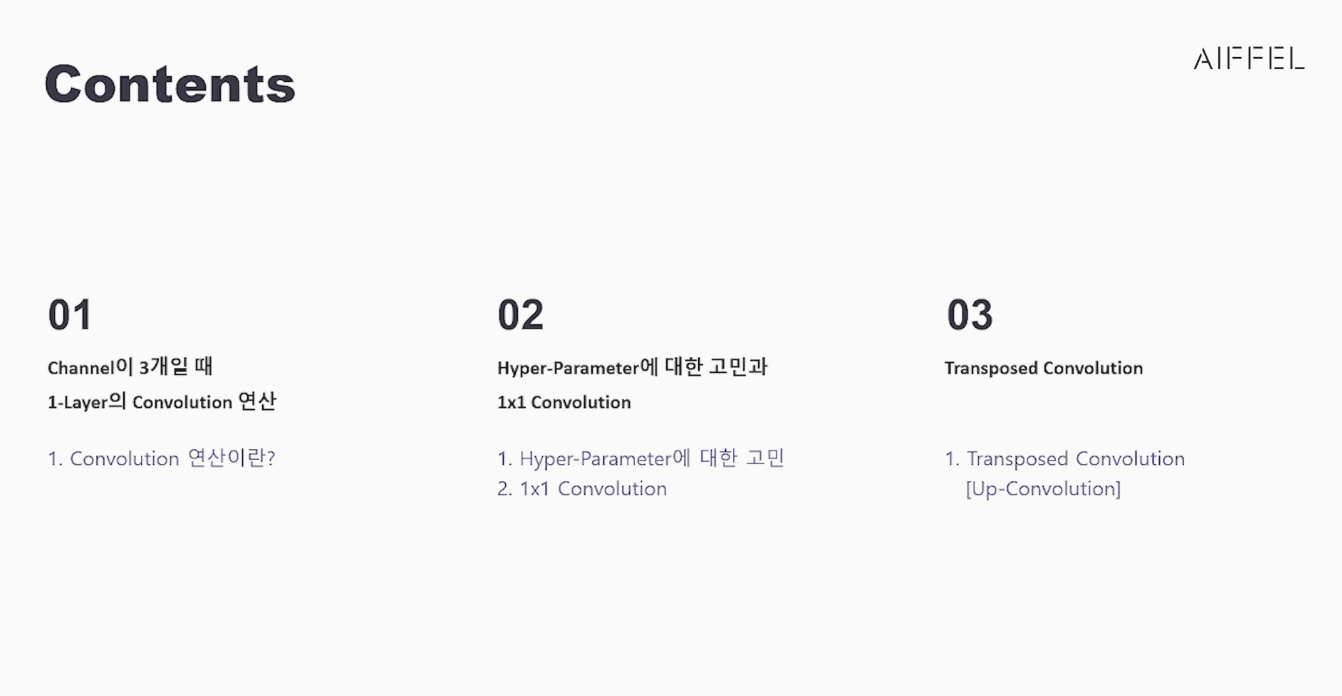 Contents
AIFFEL
01
Channel이 3개일 때
1-Layer의 Convolution 연산
1. Convolution 연산이란?
02
Hyper-Parameter에 대한 고민과
1x1 Convolution
1. Hyper-Parameter에 대한 고민
2. 1x1 Convolution
03
Transposed Convolution
1. Transposed Convolution
[Up-Convolution]